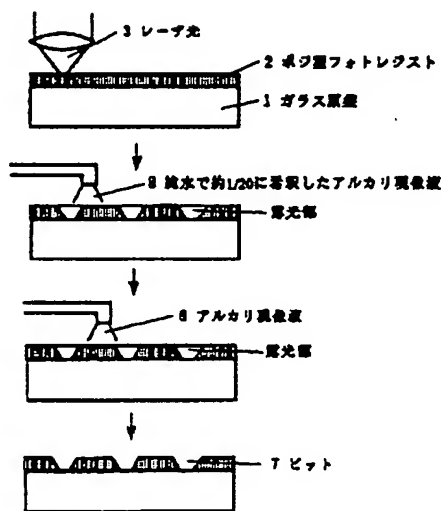 3 レーザ光
2 ポジ型フォトレジスト
1 ガラス原盤
8 純水で約1/20に希釈したアルカリ現像液
露光部
6 アルカリ現像液
露光部
7 ピット